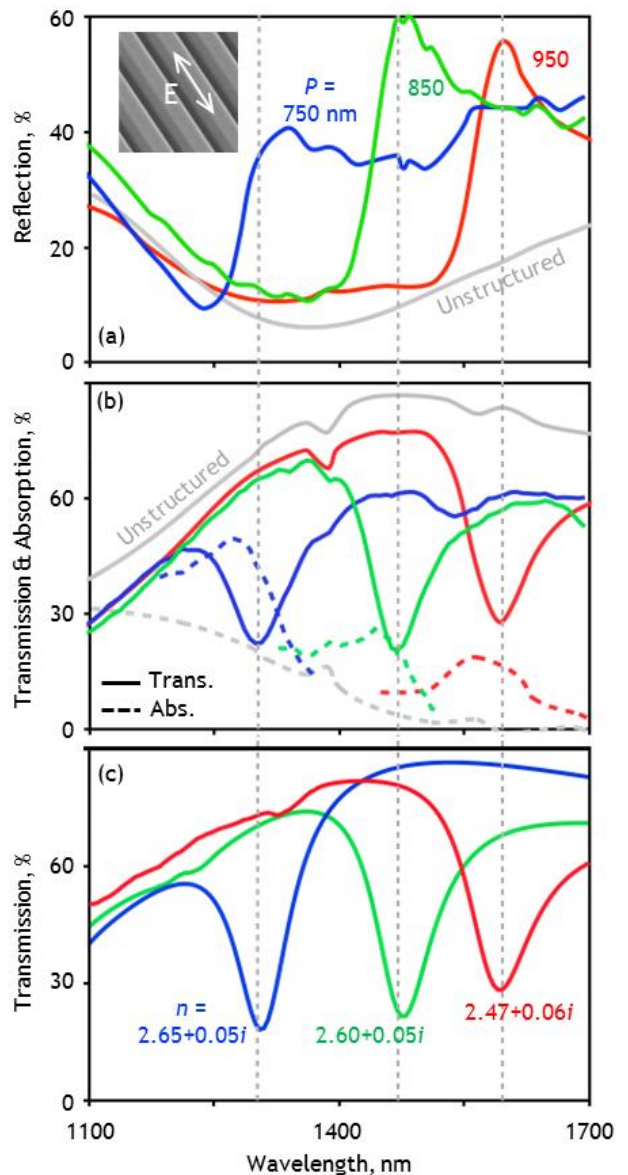 60
E
P =
750 nm
850
950
40
Reflection, %
20
Unstructured
(a)
0
(b)
Transmission & Absorption, %
Unstructured
60
30
Trans.
Abs.
0
(c)
Transmission, %
60
30
n =
2.65+0.05i
2.60+0.05i
2.47+0.06i
0
1100
1400
1700
Wavelength, nm